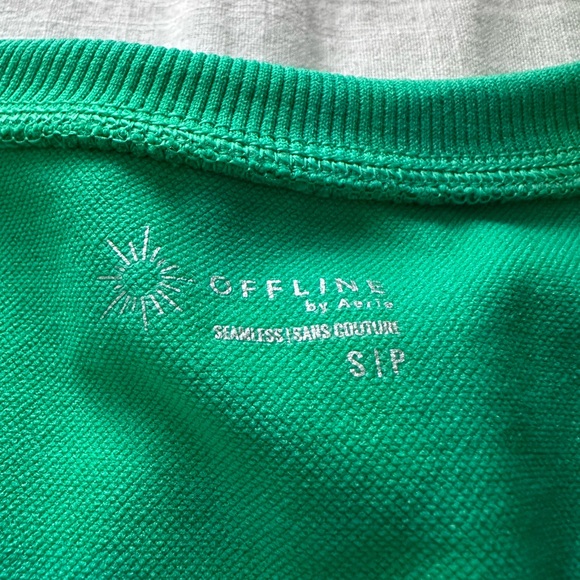 OFFLINE
by Aerie
SEAMLESS | SANS COUTURE
S | P